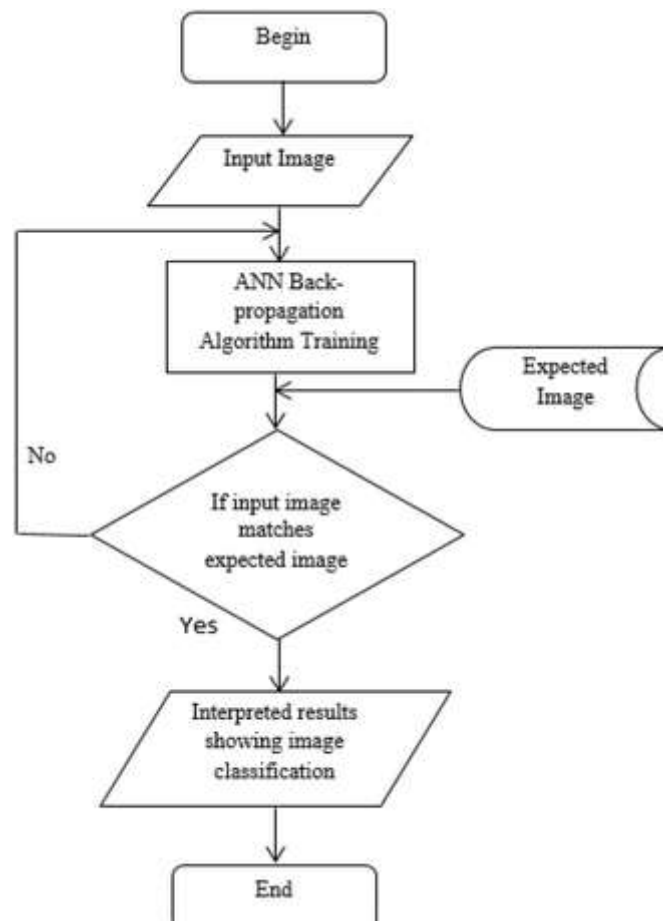 Begin
Input Image
ANN Back-
propagation
Algorithm Training
Expected
Image
No
If input image
matches
expected image
Yes
Interpreted results
showing image
classification
End